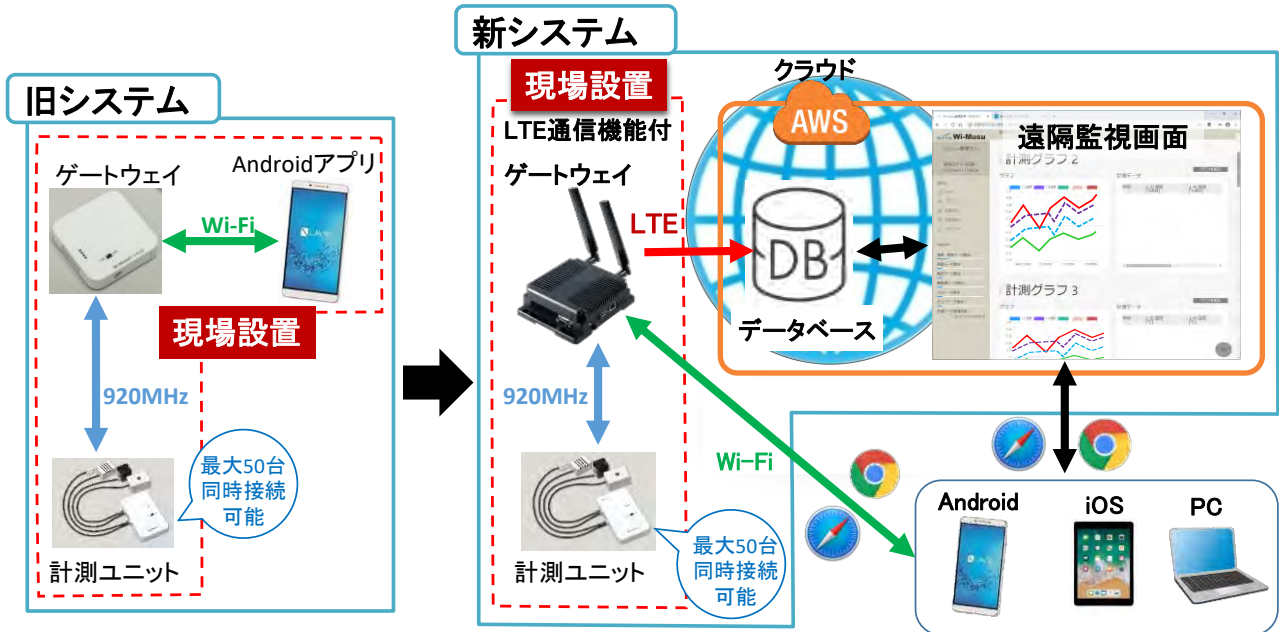 旧システム
ゲートウェイ
Androidアプリ
Wi-Fi
LAVIE
現場設置
920MHz
最大50台
同時接続
可能
計測ユニット
新システム
現場設置
LTE通信機能付
ゲートウェイ
LTE
920MHz
最大50台
同時接続
可能
計測ユニット
クラウド
AWS
DB
データベース
Wi-Musu
遠隔監視画面
計測グラフ 2
計測グラフ 3
Wi-Fi
Android
iOS
PC